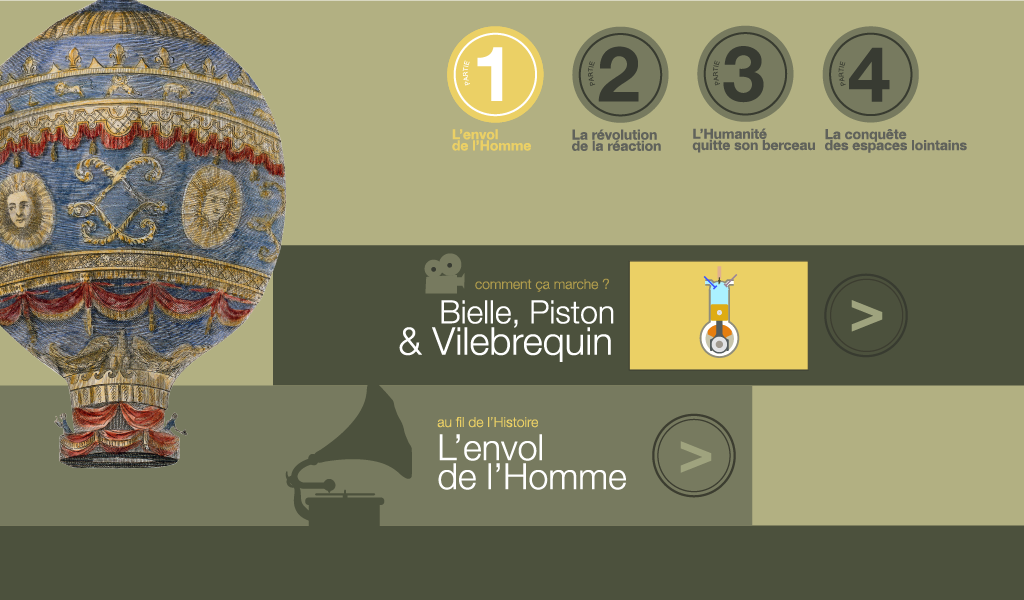 PARTIE
1
L'envol
de l'Homme
PARTIE
2
La révolution
de la réaction
PARTIE
3
L'Humanité
quitte son berceau
PARTIE
4
La conquête
des espaces lointains
comment ça marche ?
Bielle, Piston
& Vilebrequin
>
au fil de l'Histoire
L'envol
de l'Homme
>